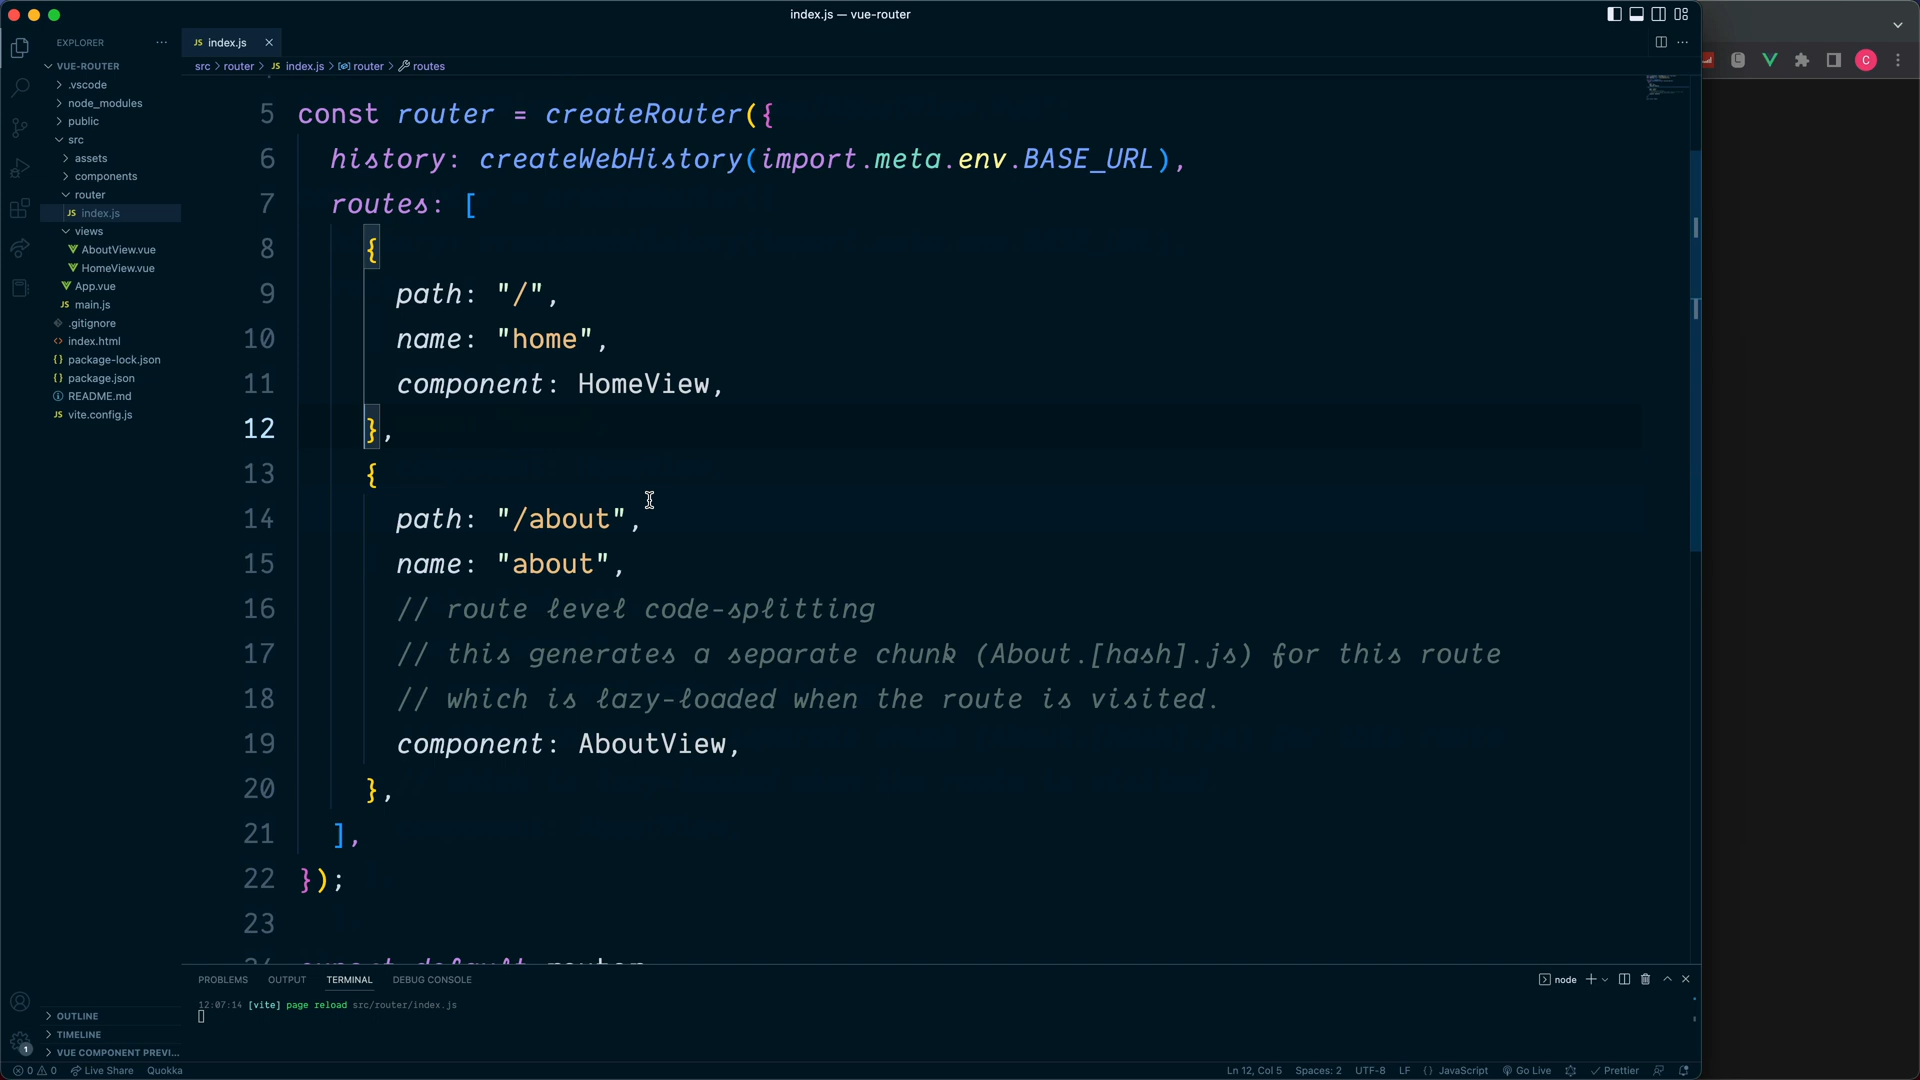 index.js — vue-router
EXPLORER
JS index.js
VUE-ROUTER
src > router > JS index.js > router > routes
.vscode
node_modules
public
src
assets
components
router
JS index.js
views
AboutView.vue
HomeView.vue
App.vue
JS main.js
.gitignore
index.html
{} package-lock.json
{} package.json
README.md
JS vite.config.js
5 const router = createRouter({
6 history: createWebHistory(import.meta.env.BASE_URL),
7 routes: [
8 {
9 path: "/",
10 name: "home",
11 component: HomeView,
12 },
13 {
14 path: "/about",
15 name: "about",
16 // route level code-splitting
17 // this generates a separate chunk (About.[hash].js) for this route
18 // which is lazy-loaded when the route is visited.
19 component: AboutView,
20 },
21 ],
22 });
23
C
PROBLEMS OUTPUT TERMINAL DEBUG CONSOLE
node
12:07:14 [vite] page reload src/router/index.js
OUTLINE
TIMELINE
VUE COMPONENT PREVI...
1
0 0 Live Share Quokka
Ln 12, Col 5 Spaces: 2 UTF-8 LF {} JavaScript Go Live Prettier